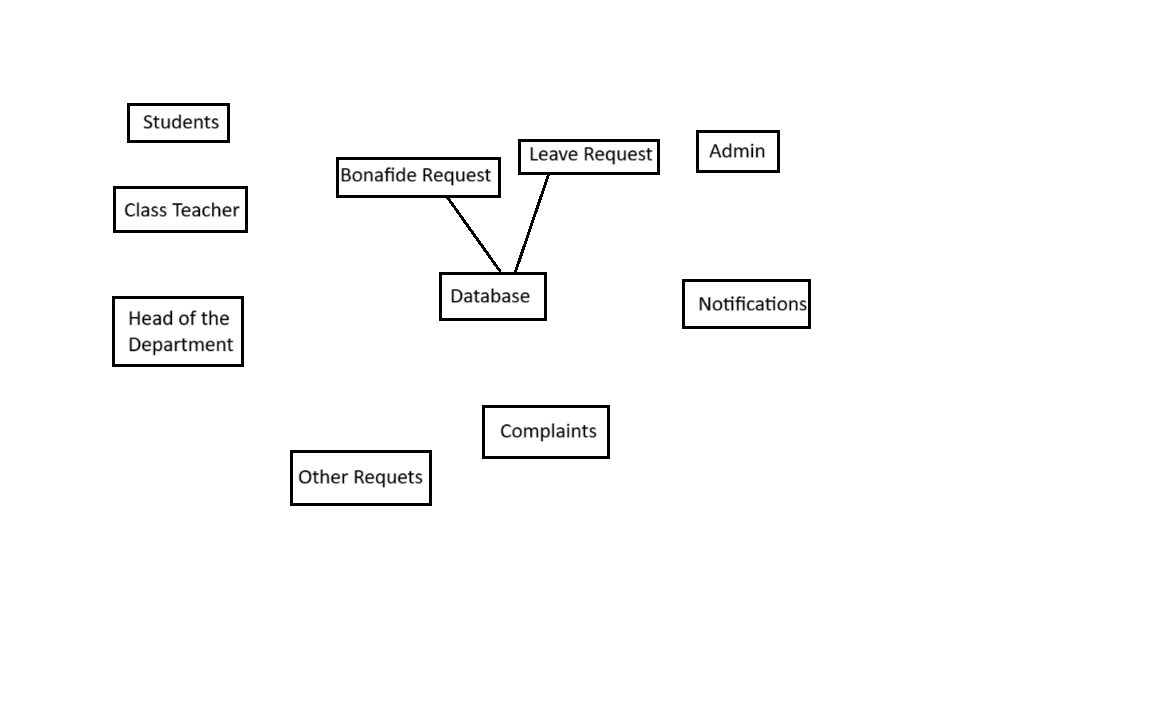 Students
Leave Request
Admin
Bonafide Request
Class Teacher
Database
Notifications
Head of the
Department
Complaints
Other Requets